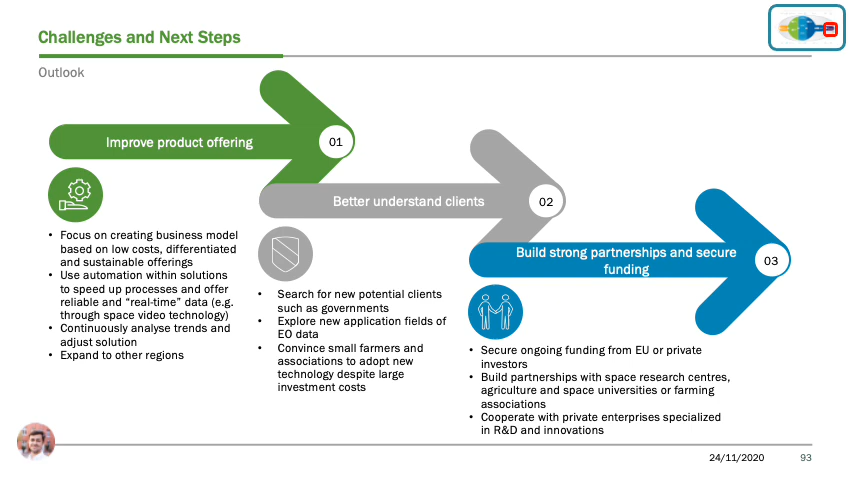 Challenges and Next Steps
Outlook
Improve product offering
01
• Focus on creating business model
based on low costs, differentiated
and sustainable offerings
• Use automation within solutions
to speed up processes and offer
reliable and “real-time” data (e.g.
through space video technology)
• Continuously analyse trends and
adjust solution
• Expand to other regions
Better understand clients
02
• Search for new potential clients
such as governments
• Explore new application fields of
EO data
• Convince small farmers and
associations to adopt new
technology despite large
investment costs
Build strong partnerships and secure
funding
03
• Secure ongoing funding from EU or private
investors
• Build partnerships with space research centres,
agriculture and space universities or farming
associations
• Cooperate with private enterprises specialized
in R&D and innovations
24/11/2020
93